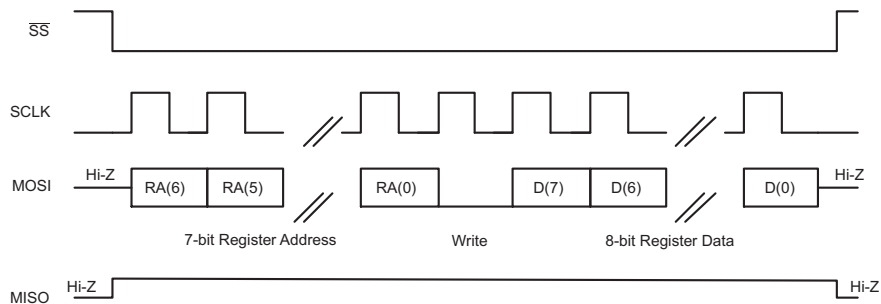 SS
SCLK
Hi-Z
MOSI
RA(6) RA(5) RA(0) D(7) D(6) D(0)
Hi-Z
7-bit Register Address Write 8-bit Register Data
Hi-Z
MISO
Hi-Z